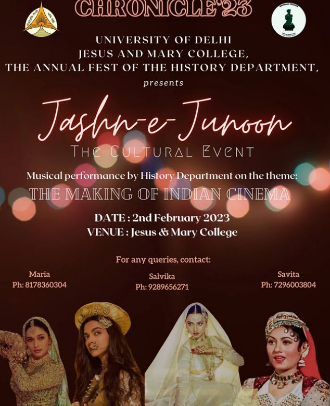 CHRONICLE'23
UNIVERSITY OF DELHI
JESUS AND MARY COLLEGE,
THE ANNUAL FEST OF THE HISTORY DEPARTMENT,
presents
Jashn-e-Junoon
THE CULTURAL EVENT
Musical performance by History Department on the theme:
THE MAKING OF INDIAN CINEMA
DATE : 2nd February 2023
VENUE : Jesus & Mary College
For any queries, contact:
Maria
Ph: 8178360304
Salvika
Ph: 9289656271
Savita
Ph: 7296003804